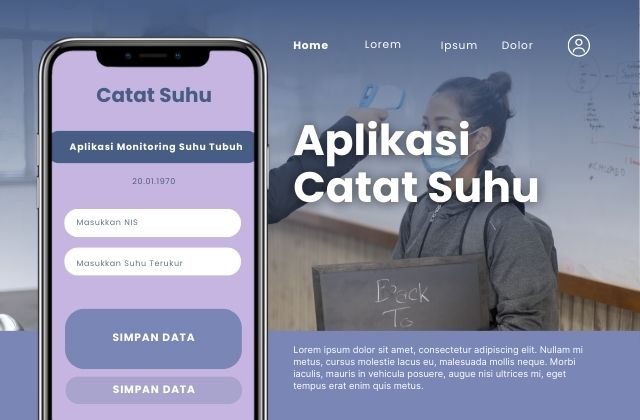 Home
Lorem
Ipsum
Dolor
Catat Suhu
Aplikasi Monitoring Suhu Tubuh
20.01.1970
Masukkan NIS
Masukkan Suhu Terukur
SIMPAN DATA
SIMPAN DATA
Aplikasi
Catat Suhu
Back
To
Lorem ipsum dolor sit amet, consectetur adipiscing elit. Nullam mi
metus, cursus molestie lacus eu, malesuada mollis neque. Morbi
iaculis, mauris in vehicula posuere, augue nisi ultrices mi, eget
tempus erat enim quis metus.